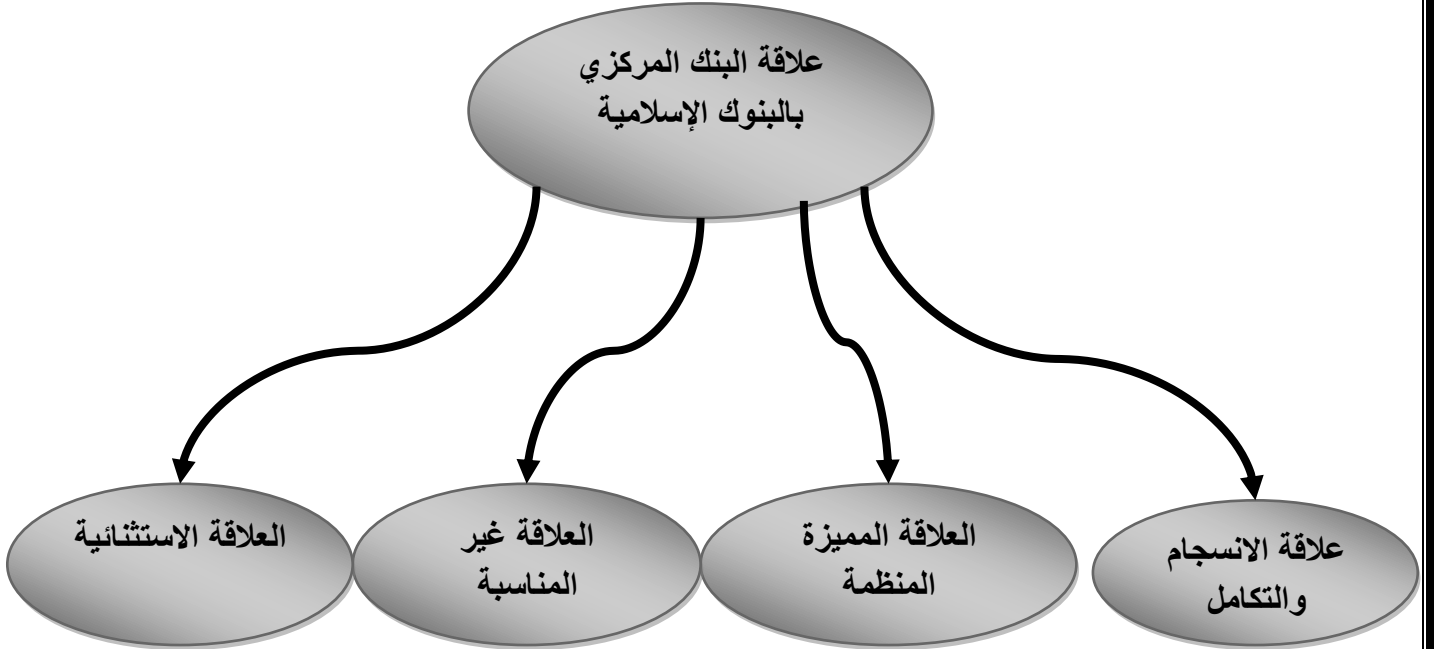 علاقة البنك المركزي
بالبنوك الإسلامية
علاقة الانسجام
والتكامل
العلاقة المميزة
المنظمة
العلاقة غير
المناسبة
العلاقة الاستثنائية